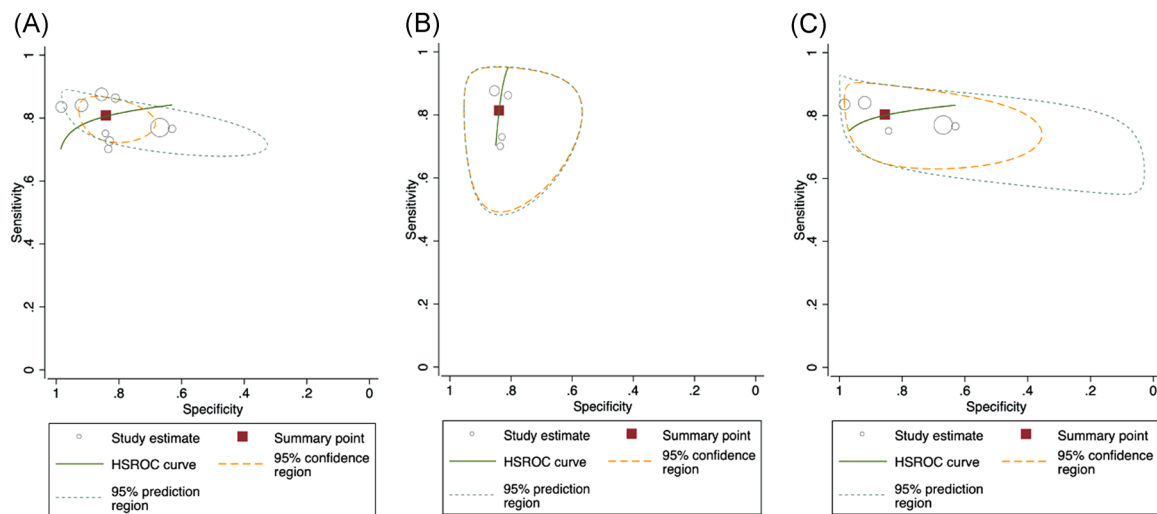 (A)
1
.8
.6
.4
.2
0
Sensitivity
1
.8
.6
.4
.2
0
Specificity
Study estimate
Summary point
HSROC curve
95% confidence
region
95% prediction
region
(B)
1
.8
.6
.4
.2
0
Sensitivity
1
.8
.6
.4
.2
0
Specificity
Study estimate
Summary point
HSROC curve
95% confidence
region
95% prediction
region
(C)
1
.8
.6
.4
.2
0
Sensitivity
1
.8
.6
.4
.2
0
Specificity
Study estimate
Summary point
HSROC curve
95% confidence
region
95% prediction
region